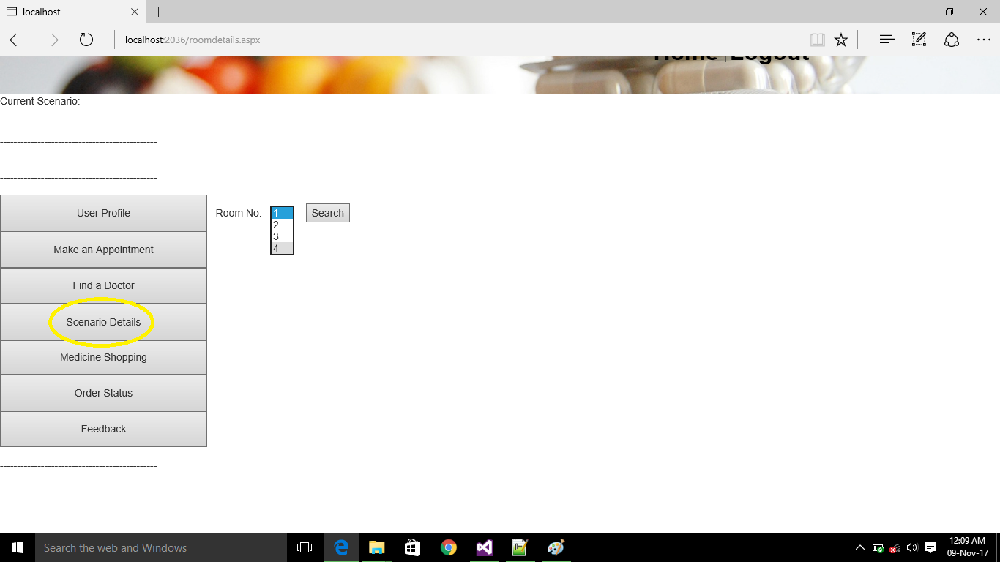 localhost
localhost:2036/roomdetails.aspx
Home | Logout
Current Scenario:
----------------------------------------------
----------------------------------------------
User Profile
Room No:
1
2
3
4
Search
Make an Appointment
Find a Doctor
Scenario Details
Medicine Shopping
Order Status
Feedback
----------------------------------------------
----------------------------------------------
Search the web and Windows
12:09 AM
09-Nov-17